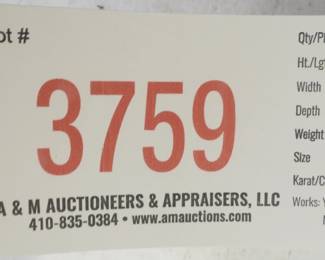 ot #
3759
A & M AUCTIONEERS & APPRAISERS, LLC
410-835-0384 • www.amauctions.com
Qty/P
Ht./Lg
Width
Depth
Weight
Size
Karat/C
Works: